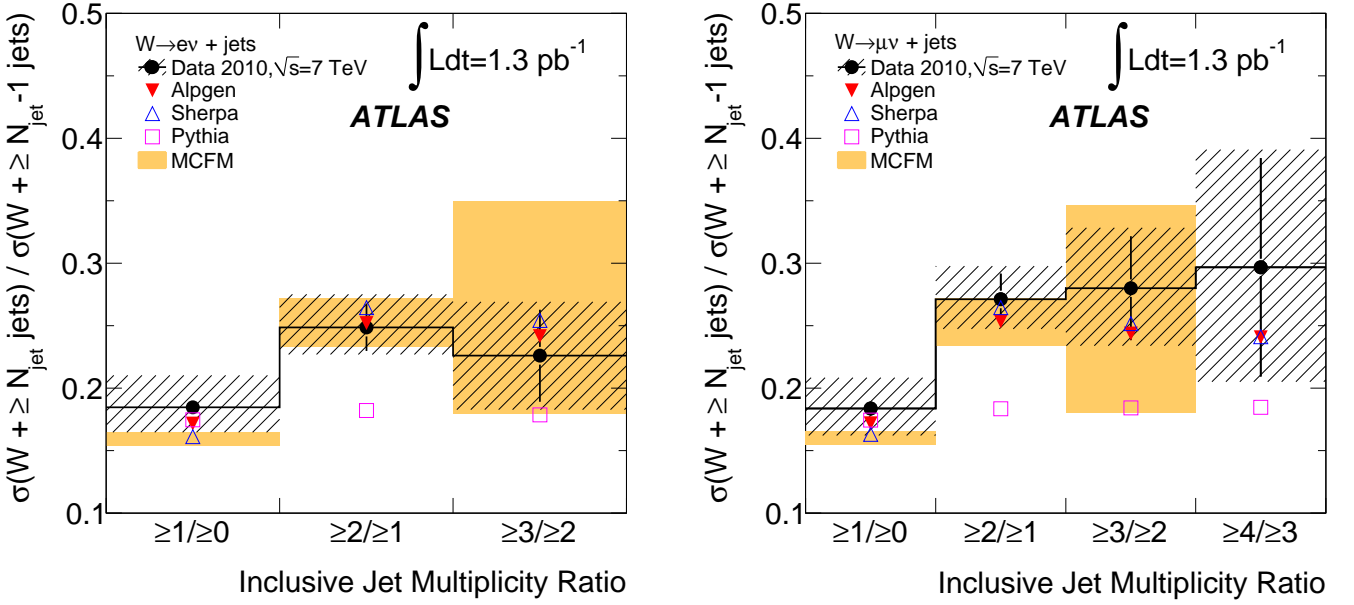 σ(W + ≥ N_jet jets) / σ(W + ≥ N_jet -1 jets)
0.5
0.4
0.3
0.2
0.1
W→eν + jets
Data 2010,√s=7 TeV
Alpgen
Sherpa
Pythia
MCFM
∫Ldt=1.3 pb⁻¹
ATLAS
≥1/≥0
≥2/≥1
≥3/≥2
Inclusive Jet Multiplicity Ratio
σ(W + ≥ N_jet jets) / σ(W + ≥ N_jet -1 jets)
0.5
0.4
0.3
0.2
0.1
W→μν + jets
Data 2010,√s=7 TeV
Alpgen
Sherpa
Pythia
MCFM
∫Ldt=1.3 pb⁻¹
ATLAS
≥1/≥0
≥2/≥1
≥3/≥2
≥4/≥3
Inclusive Jet Multiplicity Ratio